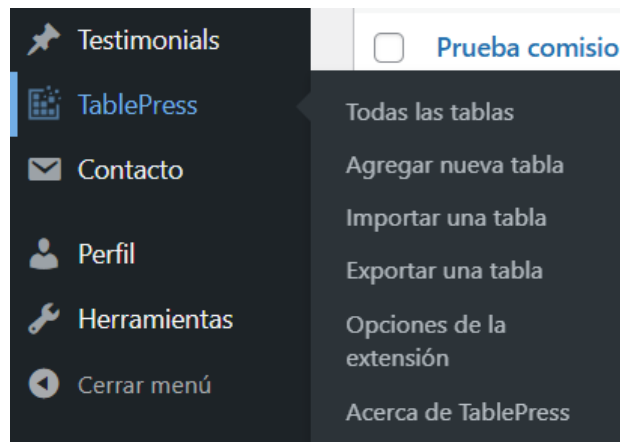 Testimonials
TablePress
Contacto
Perfil
Herramientas
Cerrar menú
Prueba comisio
Todas las tablas
Agregar nueva tabla
Importar una tabla
Exportar una tabla
Opciones de la
extensión
Acerca de TablePress